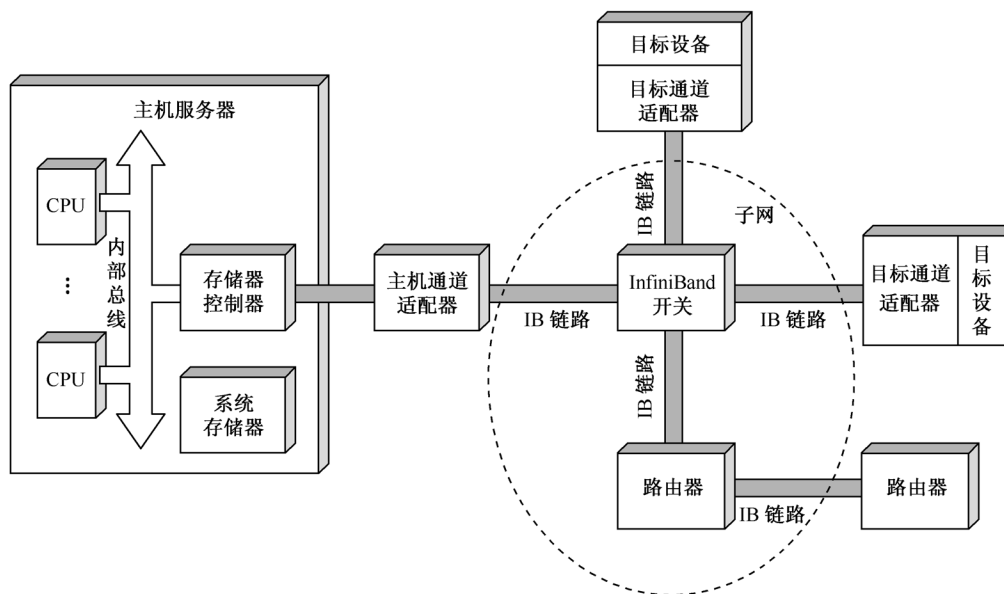 目标设备
目标通道
适配器
主机服务器
CPU
内部总线
...
CPU
存储器
控制器
系统
存储器
主机通道
适配器
IB 链路
IB 链路
子网
InfiniBand
开关
IB 链路
目标通道
适配器
目标设备
IB 链路
路由器
IB 链路
路由器